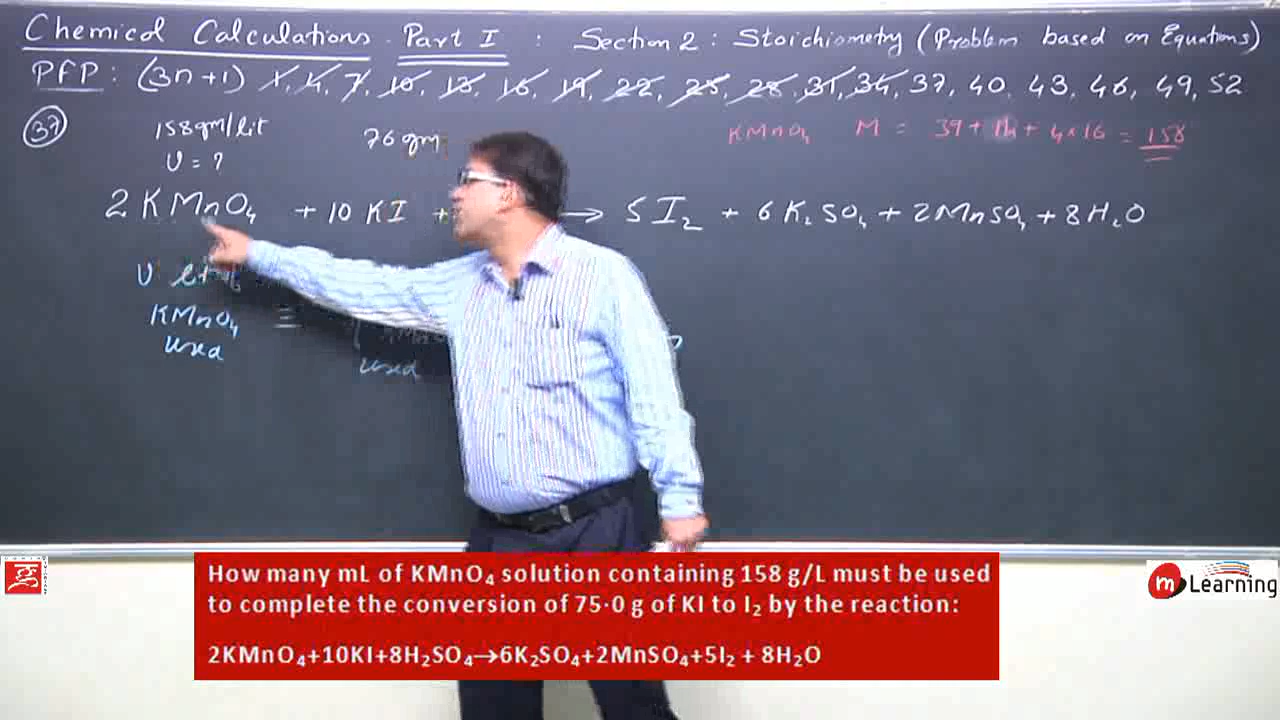 Chemical Calculations. Part I : Section 2 : Stoichiometry (Problem based on Equations)
PFP : (3n+1) 1, 4, 7, 10, 13, 16, 19, 22, 25, 28, 31, 34, 37, 40, 43, 46, 49, 52
37 158gm/lit 76 gm KMnO4 M = 39 + + 4×16 = 158
V = ?
2 KMnO4 + 10 KI + → 5 I2 + 6 K2SO4 + 2 MnSO4 + 8 H2O
V lit
KMnO4 ≡
used used
How many mL of KMnO4 solution containing 158 g/L must be used
to complete the conversion of 75·0 g of KI to I2 by the reaction:
2KMnO4+10KI+8H2SO4→6K2SO4+2MnSO4+5I2 + 8H2O
m Learning